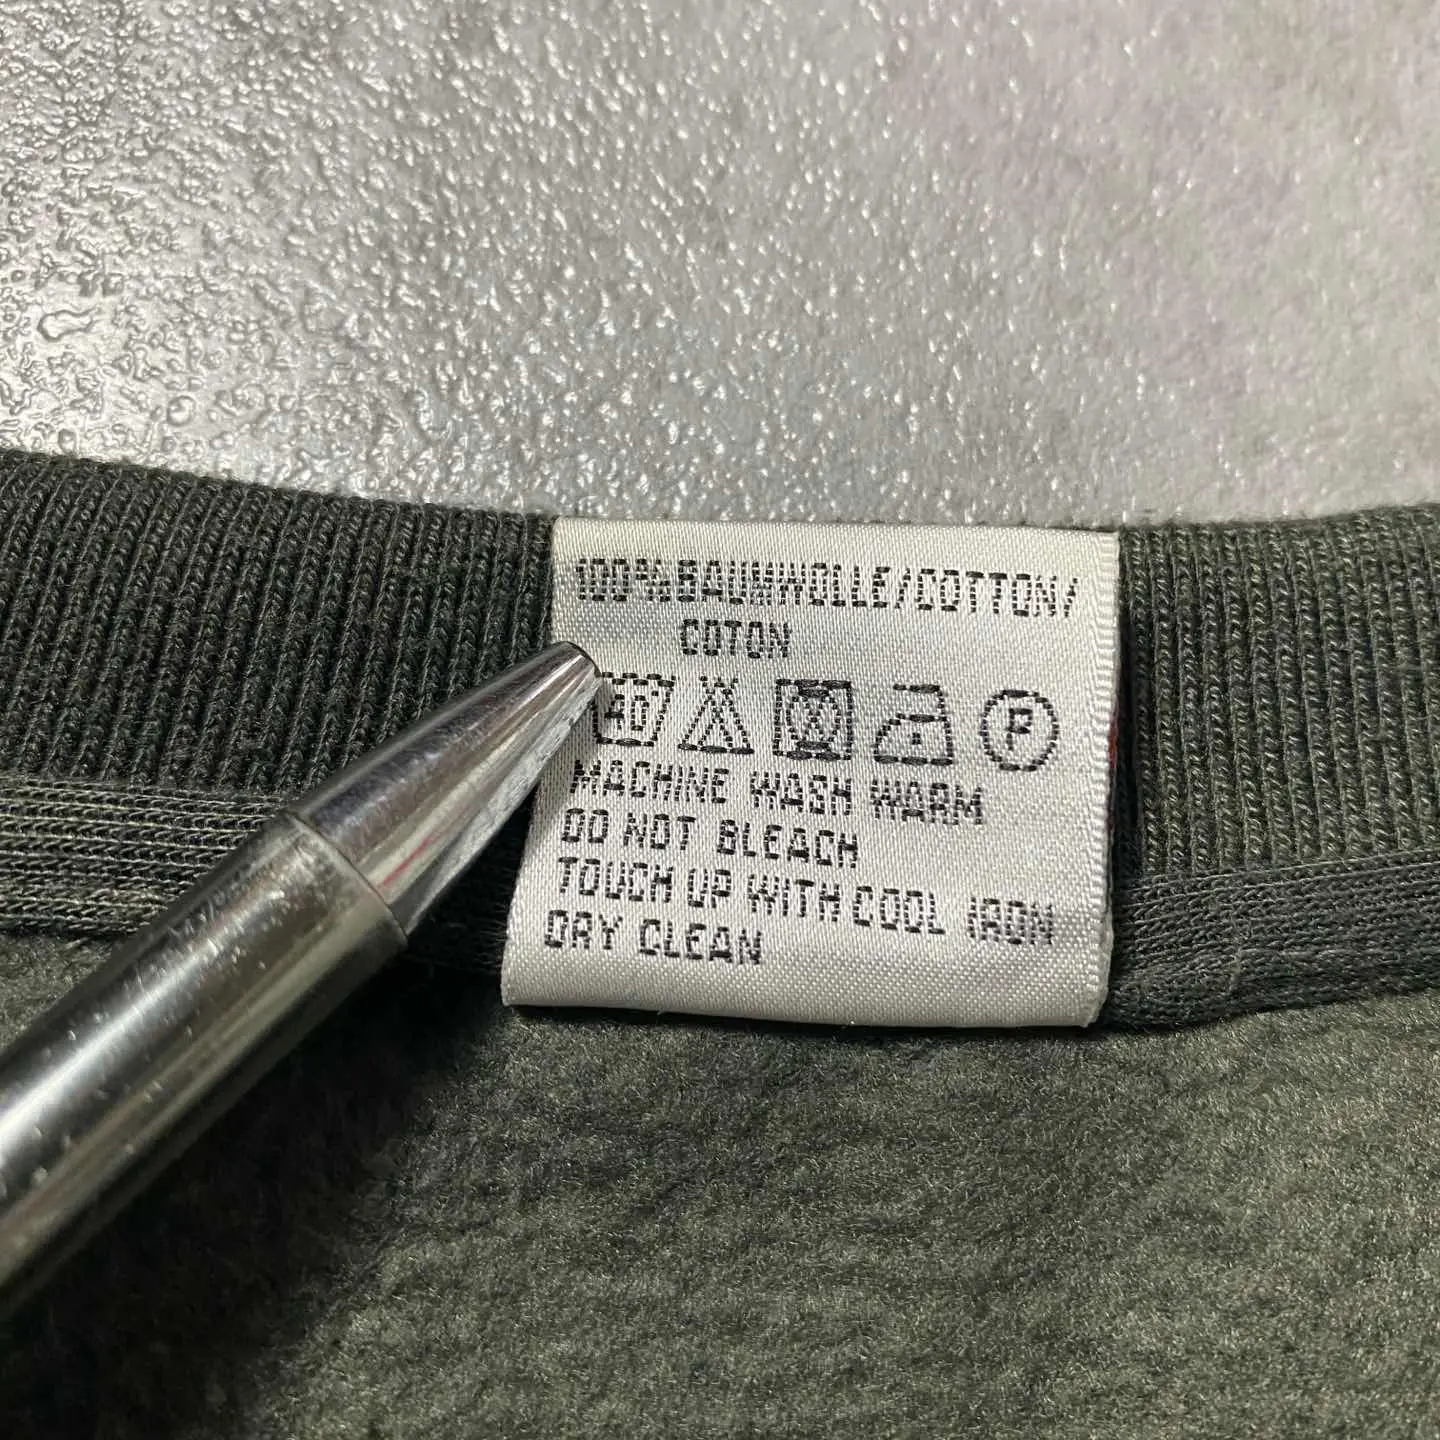 100% BAUMWOLLE/COTTON/
COTON
40 P
MACHINE WASH WARM
DO NOT BLEACH
TOUCH UP WITH COOL IRON
DRY CLEAN